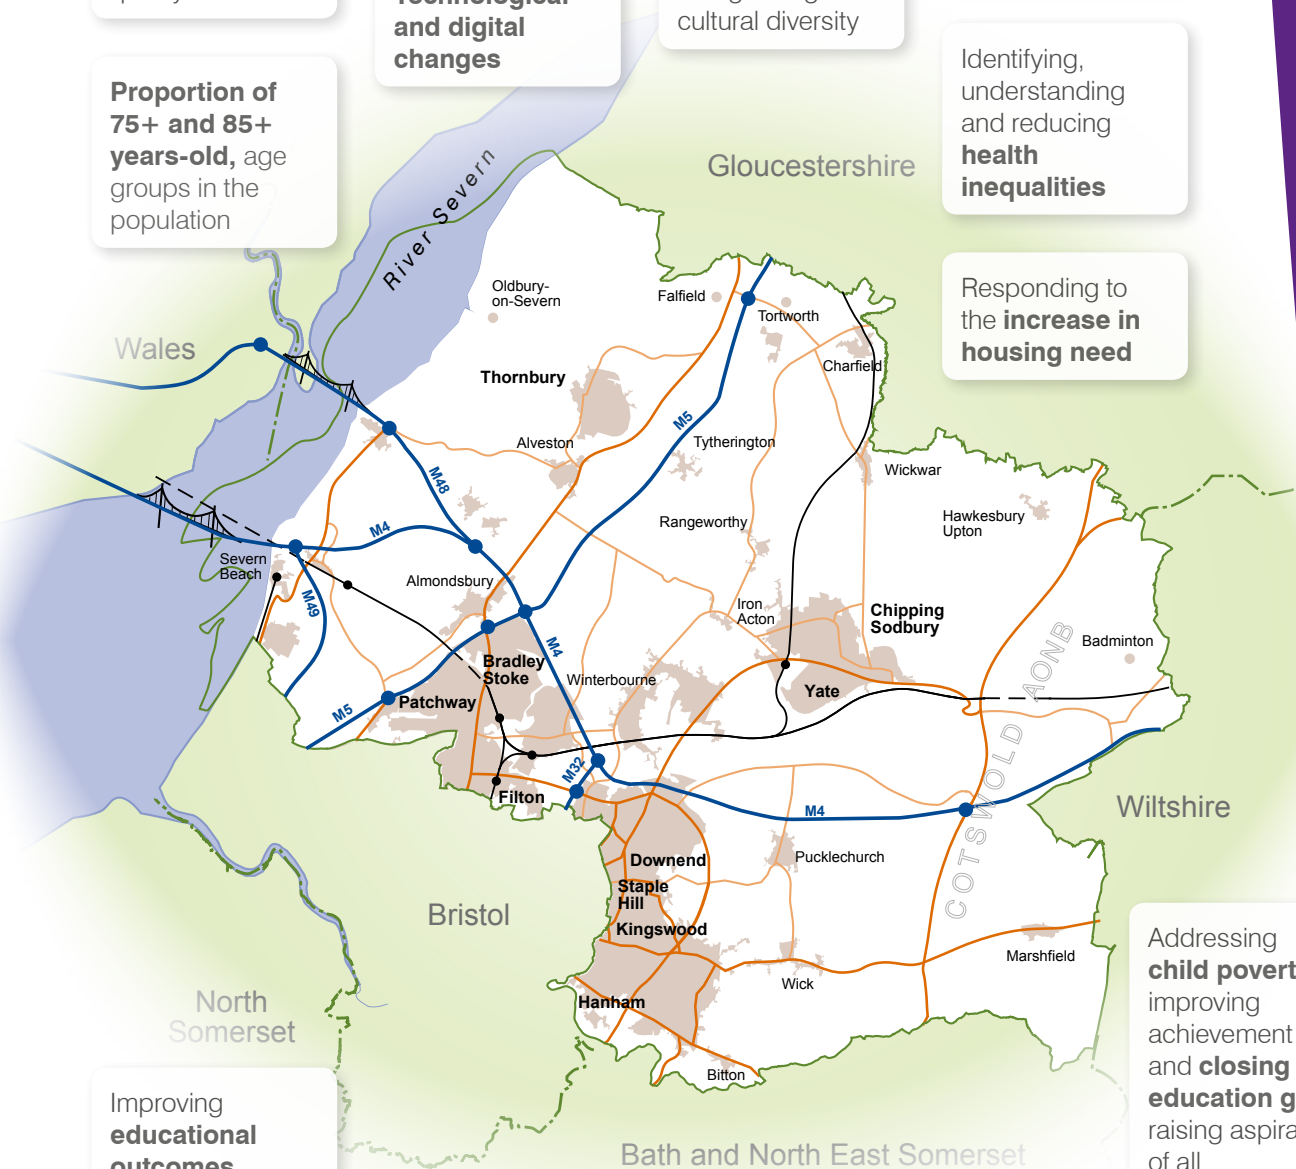 Technological
and digital
changes
cultural diversity
Proportion of
75+ and 85+
years-old, age
groups in the
population
Identifying,
understanding
and reducing
health
inequalities
Responding to
the increase in
housing need
Gloucestershire
River Severn
Wales
Oldbury-
on-Severn
Falfield
Tortworth
Charfield
Thornbury
M5
Alveston
Tytherington
Wickwar
M48
Hawkesbury
Upton
Rangeworthy
M4
Severn
Beach
Almondsbury
M49
Iron
Acton
Chipping
Sodbury
Badminton
M4
Bradley
Stoke
Winterbourne
Patchway
Yate
M5
COTSWOLD AONB
M32
Filton
M4
Wiltshire
Downend
Pucklechurch
Staple
Hill
Kingswood
Bristol
Marshfield
Wick
Hanham
North
Somerset
Bitton
Bath and North East Somerset
Addressing
child povert
improving
achievement
and closing
education g
raising aspira
of all
Improving
educational
outcomes